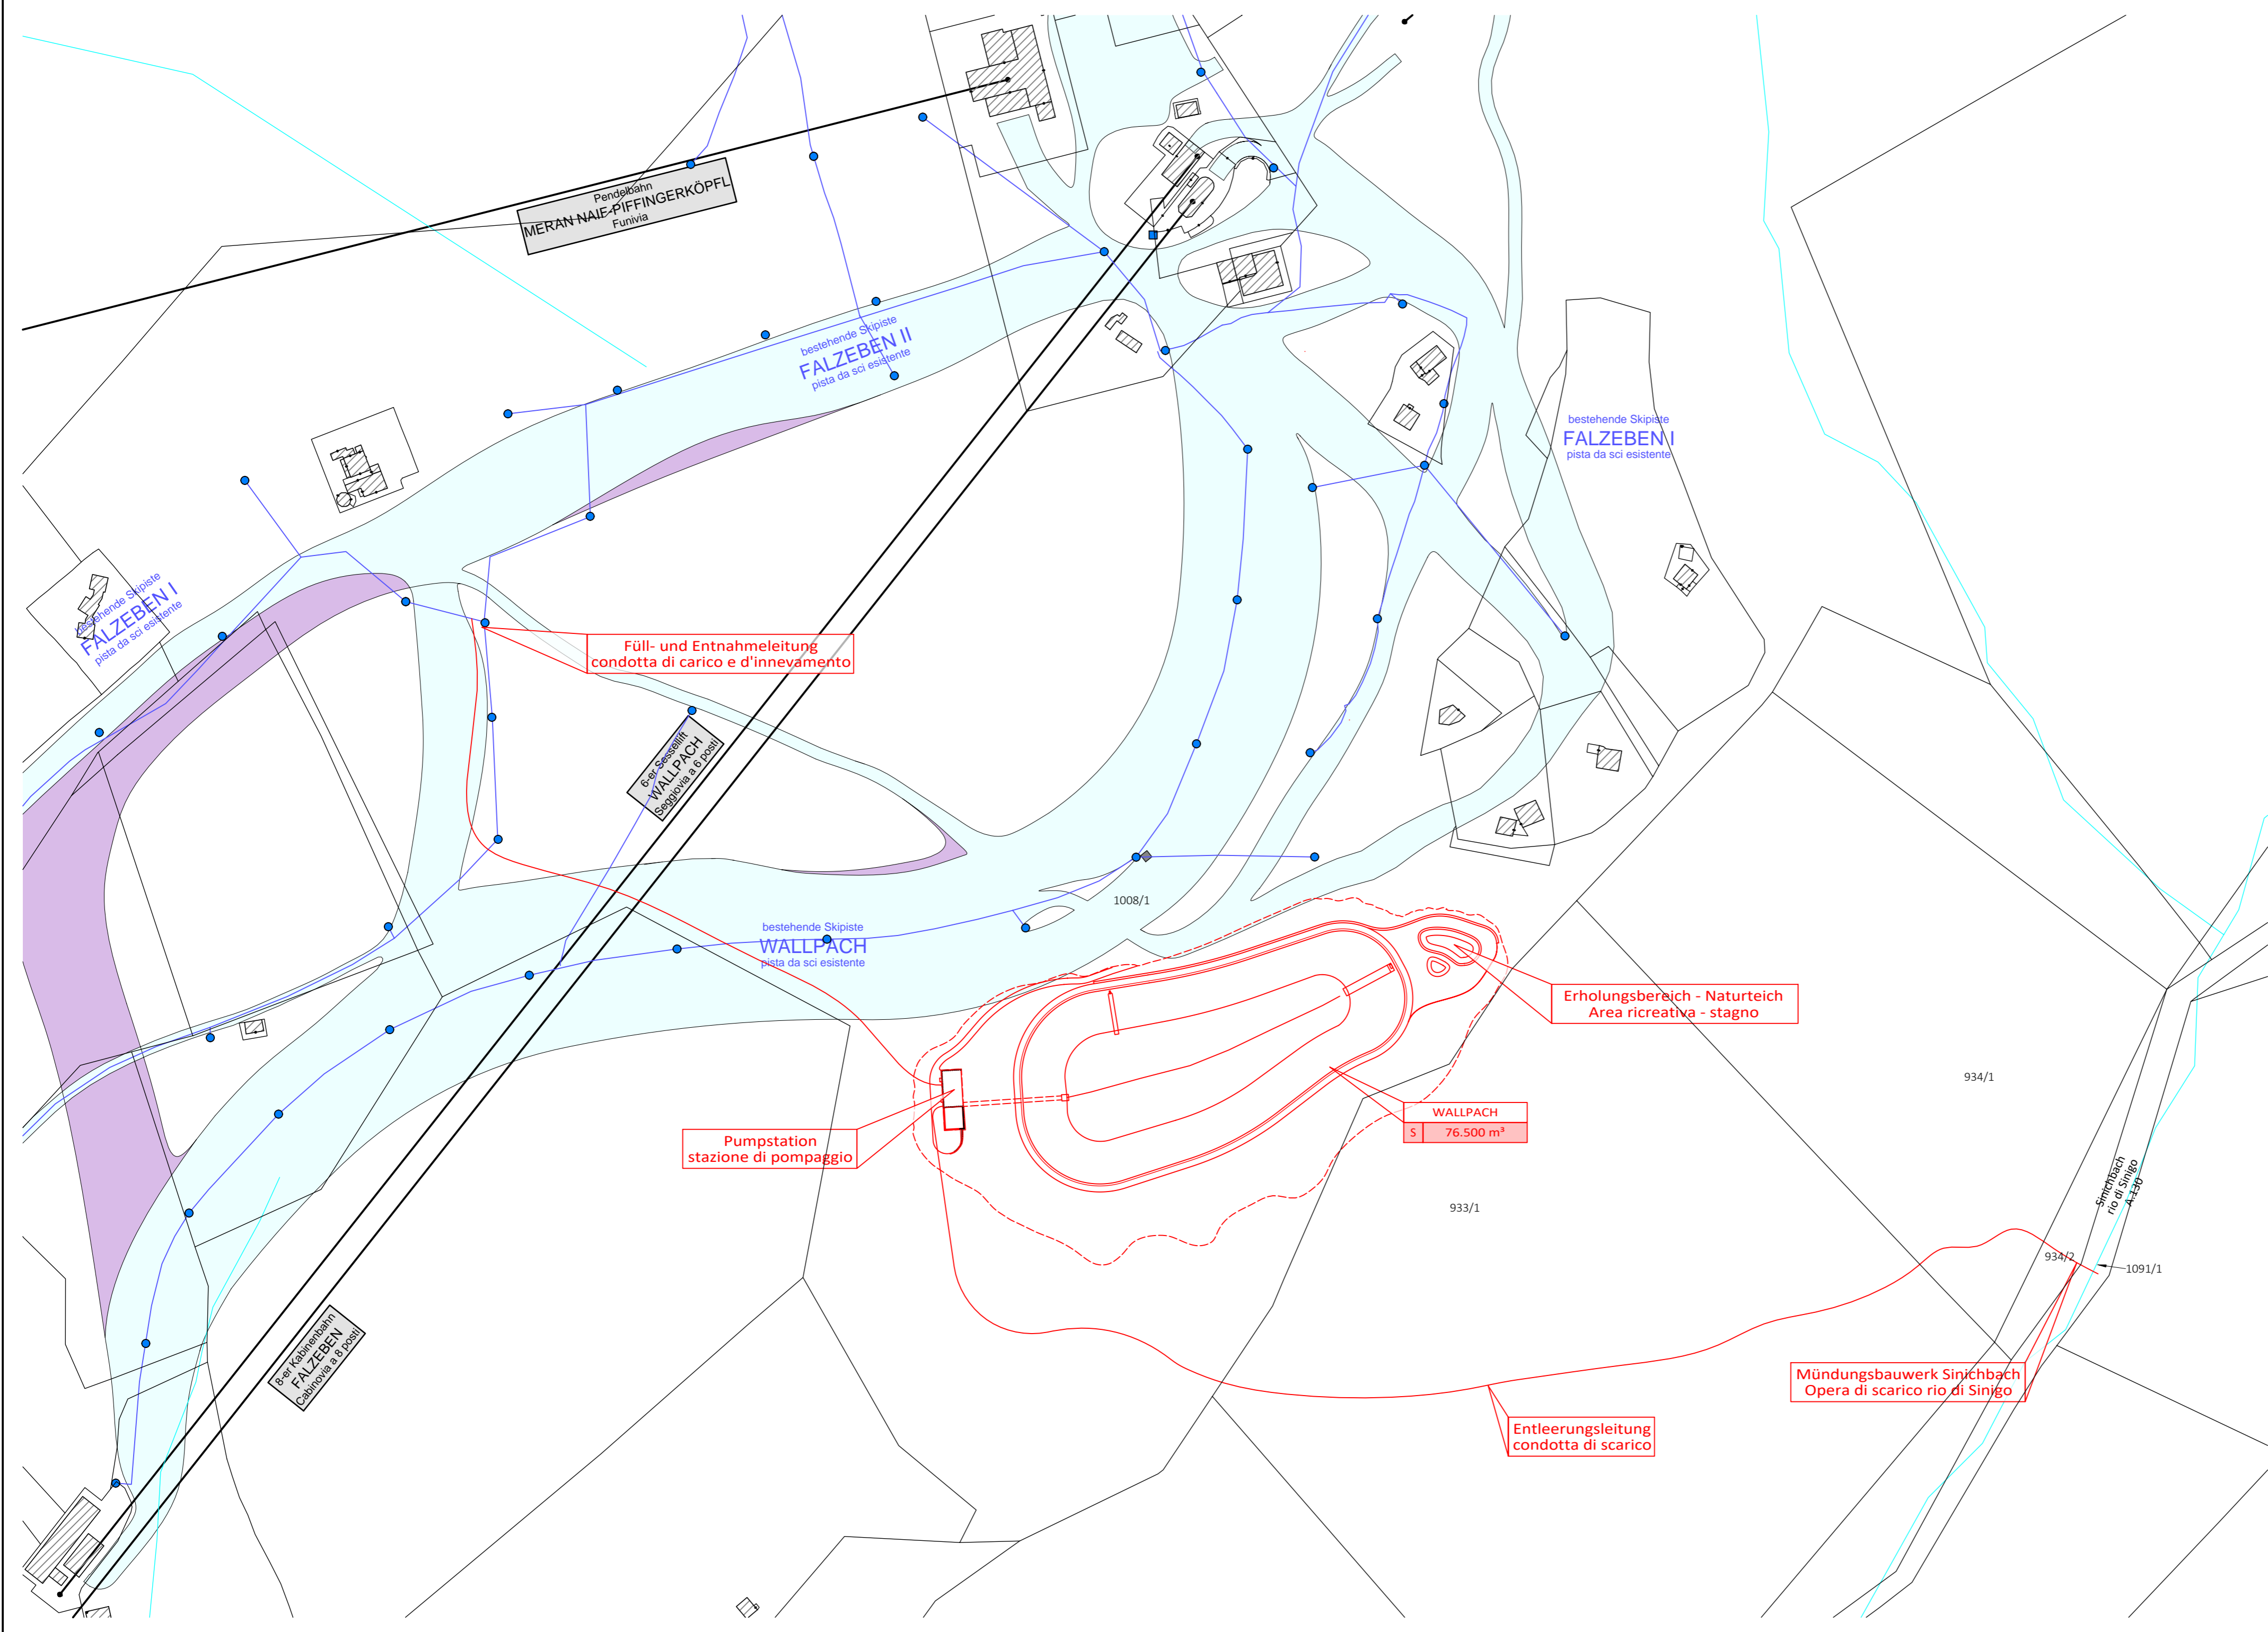 Pendelbahn
MERAN NAIF-PIFFINGERKÖPFL
Funivia
bestehende Skipiste
FALZEBEN II
pista da sci esistente
bestehende Skipiste
FALZEBEN I
pista da sci esistente
bestehende Skipiste
FALZEBEN I
pista da sci esistente
Füll- und Entnahmeleitung
condotta di carico e d'innevamento
6-er Sessellift
WALLPACH
Seggiovia a 6 posti
1008/1
bestehende Skipiste
WALLPACH
pista da sci esistente
Erholungsbereich - Naturteich
Area ricreativa - stagno
934/1
WALLPACH
S 76.500 m³
Pumpstation
stazione di pompaggio
933/1
Sinichbach
rio di Sinigo
A.130
934/2
1091/1
8-er Kabinenbahn
FALZEBEN
Cabinovia a 8 posti
Mündungsbauwerk Sinichbach
Opera di scarico rio di Sinigo
Entleerungsleitung
condotta di scarico